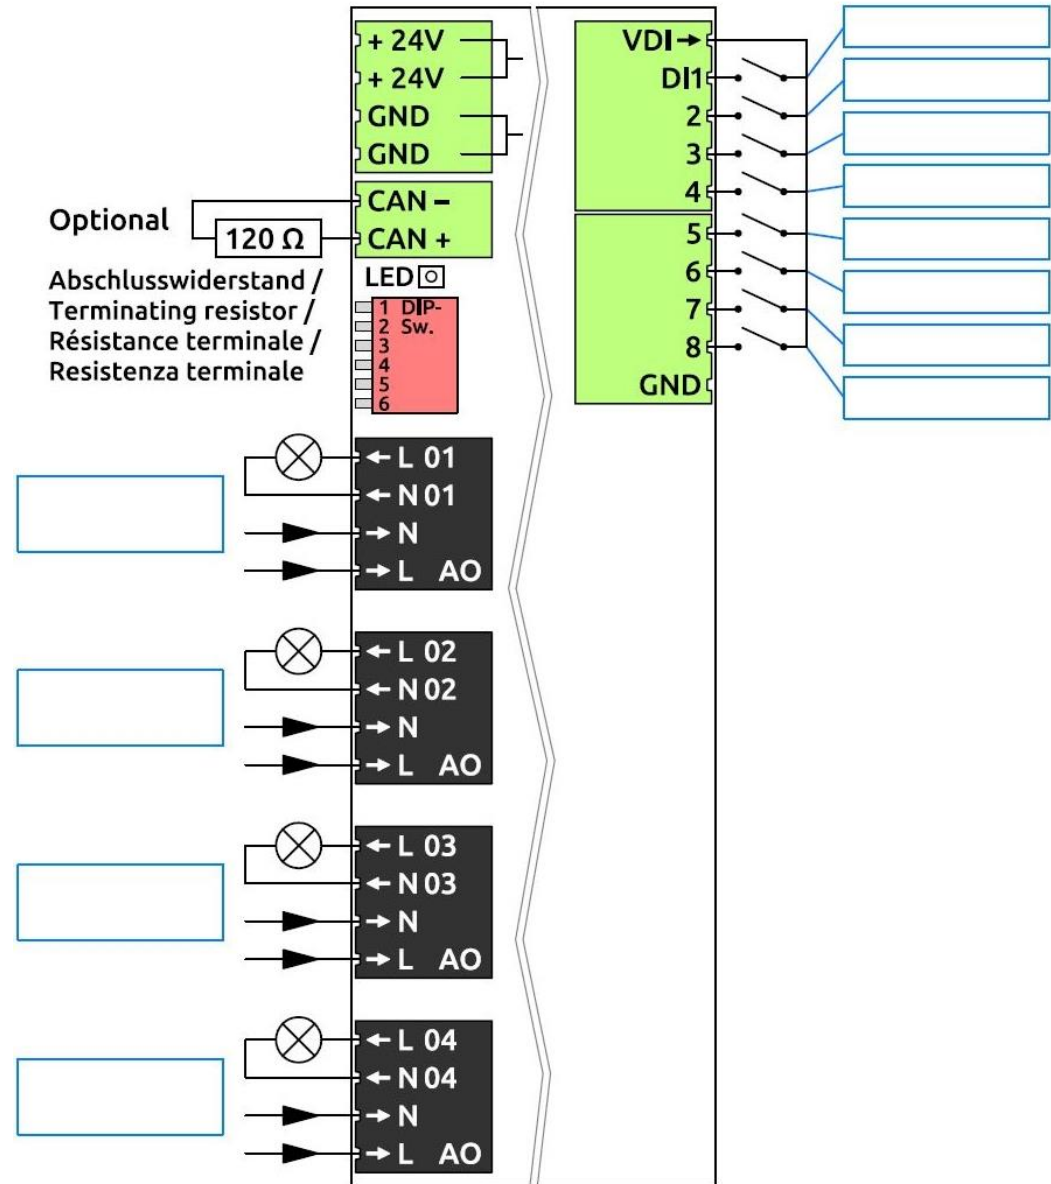 + 24V
+ 24V
GND
GND
CAN –
CAN +
Optional
120 Ω
Abschlusswiderstand /
Terminating resistor /
Résistance terminale /
Resistenza terminale
LED
1 DIP-
2 Sw.
3
4
5
6
L 01
N 01
N
L AO
L 02
N 02
N
L AO
L 03
N 03
N
L AO
L 04
N 04
N
L AO
VDI→
DI1
2
3
4
5
6
7
8
GND